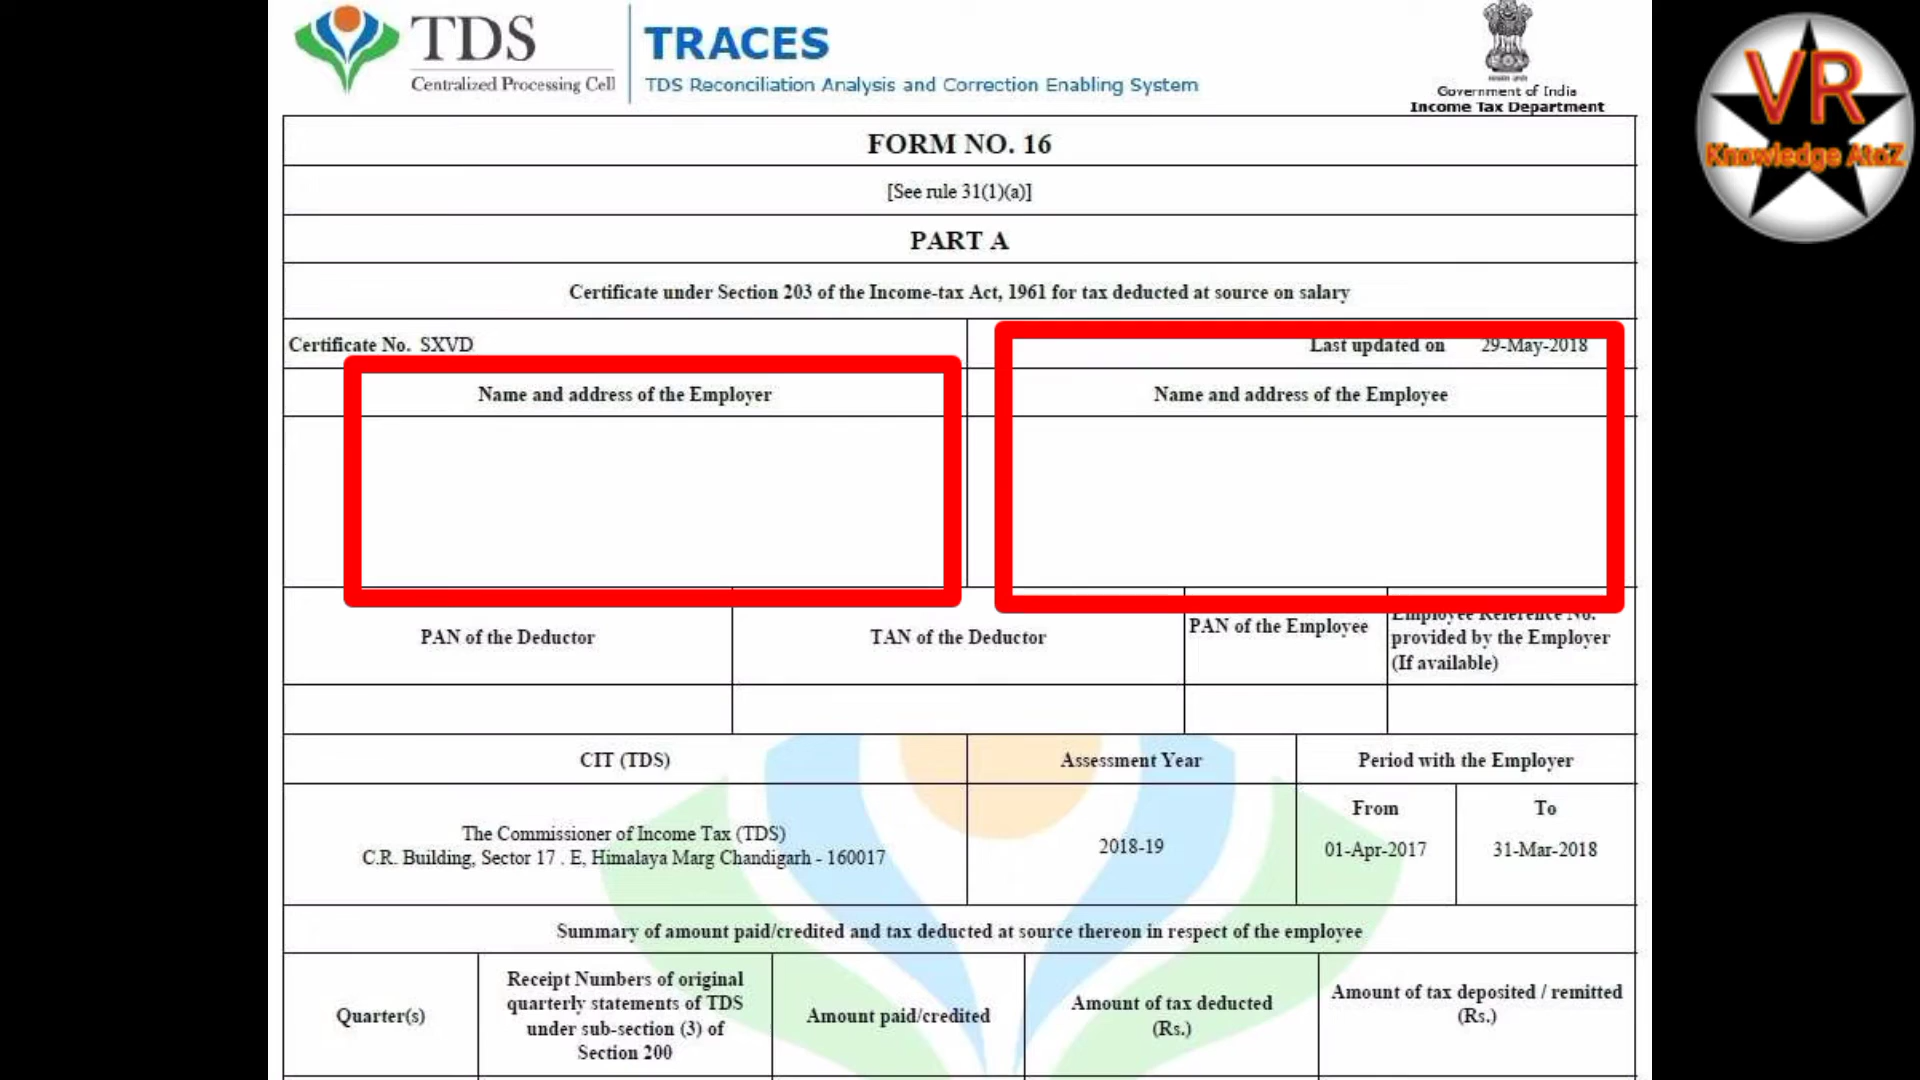 TDS
Centralized Processing Cell
TRACES
TDS Reconciliation Analysis and Correction Enabling System
Government of India
Income Tax Department
VR
Knowledge AtoZ
FORM NO. 16
[See rule 31(1)(a)]
PART A
Certificate under Section 203 of the Income-tax Act, 1961 for tax deducted at source on salary
Certificate No. SXVD
Last updated on 29-May-2018
Name and address of the Employer
Name and address of the Employee
PAN of the Deductor
TAN of the Deductor
PAN of the Employee
Employee Reference No.
provided by the Employer
(If available)
CIT (TDS)
Assessment Year
Period with the Employer
The Commissioner of Income Tax (TDS)
C.R. Building, Sector 17 . E, Himalaya Marg Chandigarh - 160017
2018-19
From
To
01-Apr-2017
31-Mar-2018
Summary of amount paid/credited and tax deducted at source thereon in respect of the employee
Quarter(s)
Receipt Numbers of original
quarterly statements of TDS
under sub-section (3) of
Section 200
Amount paid/credited
Amount of tax deducted
(Rs.)
Amount of tax deposited / remitted
(Rs.)